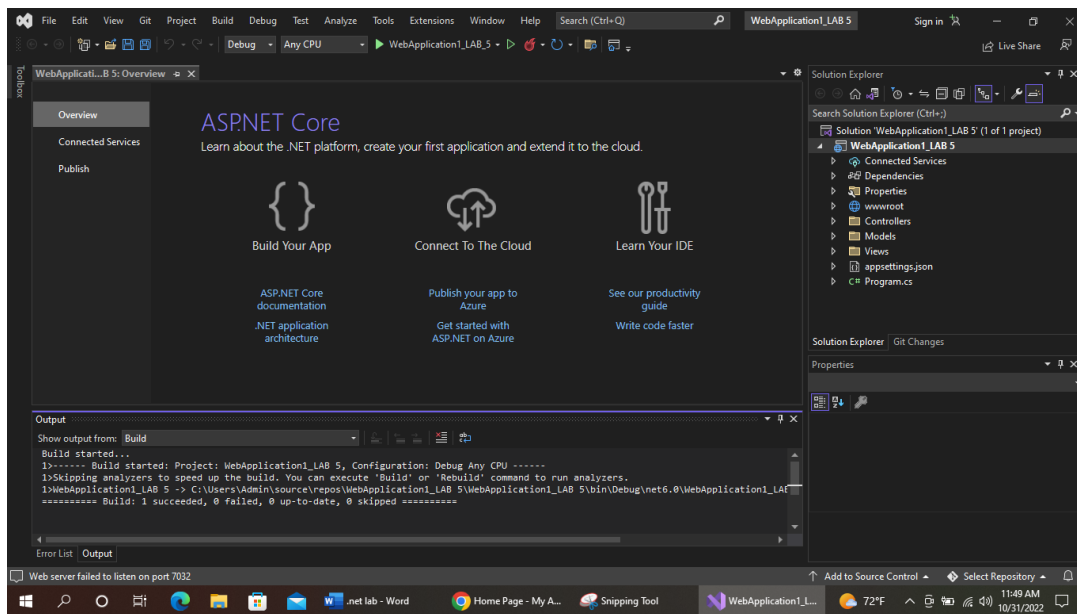 File Edit View Git Project Build Debug Test Analyze Tools Extensions Window Help Search (Ctrl+Q) WebApplication1_LAB 5 Sign in
Debug Any CPU WebApplication1_LAB_5 Live Share
Toolbox
WebApplicati...B 5: Overview
Overview
Connected Services
Publish
ASP.NET Core
Learn about the .NET platform, create your first application and extend it to the cloud.
Build Your App
ASP.NET Core
documentation
.NET application
architecture
Connect To The Cloud
Publish your app to
Azure
Get started with
ASP.NET on Azure
Learn Your IDE
See our productivity
guide
Write code faster
Solution Explorer
Search Solution Explorer (Ctrl+;)
Solution 'WebApplication1_LAB 5' (1 of 1 project)
WebApplication1_LAB 5
Connected Services
Dependencies
Properties
wwwroot
Controllers
Models
Views
appsettings.json
C# Program.cs
Solution Explorer Git Changes
Properties
Output
Show output from: Build
Build started...
1>------ Build started: Project: WebApplication1_LAB 5, Configuration: Debug Any CPU ------
1>Skipping analyzers to speed up the build. You can execute 'Build' or 'Rebuild' command to run analyzers.
1>WebApplication1_LAB 5 -> C:\Users\Admin\source\repos\WebApplication1_LAB 5\WebApplication1_LAB 5\bin\Debug\net6.0\WebApplication1_LAB
========== Build: 1 succeeded, 0 failed, 0 up-to-date, 0 skipped ==========
Error List Output
Web server failed to listen on port 7032 Add to Source Control Select Repository
.net lab - Word Home Page - My A... Snipping Tool WebApplication1_L... 72°F 11:49 AM
10/31/2022